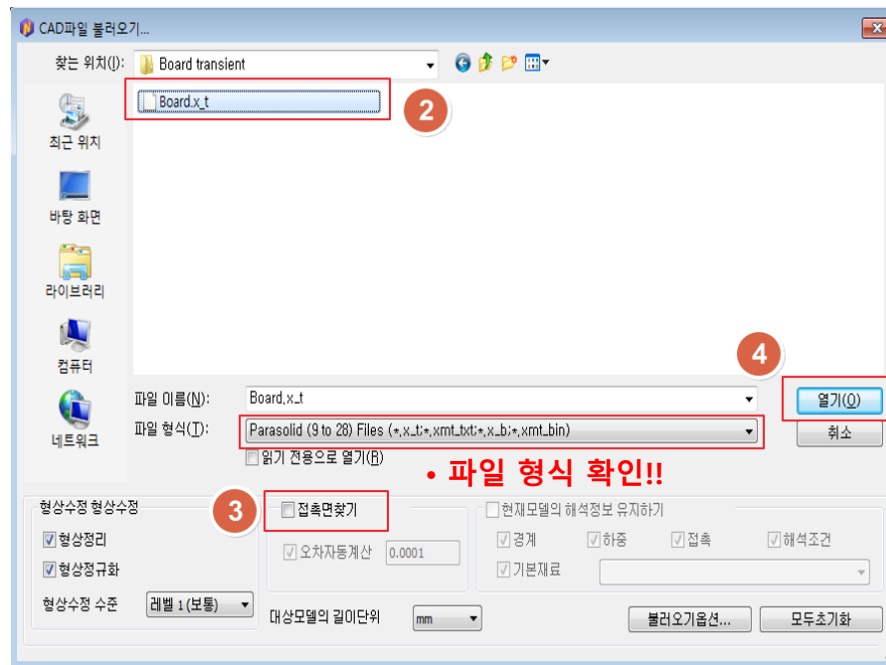 CAD파일 불러오기...
찾는 위치(I): Board transient
Board.x_t
2
최근 위치
바탕 화면
라이브러리
컴퓨터
네트워크
4
파일 이름(N): Board.x_t 열기(O)
파일 형식(T): Parasolid (9 to 28) Files (*.x_t;*.xmt_txt;*.x_b;*.xmt_bin) 취소
읽기 전용으로 열기(R)
• 파일 형식 확인!!
형상수정 형상수정 3 접촉면찾기 현재모델의 해석정보 유지하기
형상정리 오차자동계산 0.0001 경계 하중 접촉 해석조건
형상정규화 기본재료
형상수정 수준 레벨 1 (보통) 대상모델의 길이단위 mm 불러오기옵션... 모두초기화